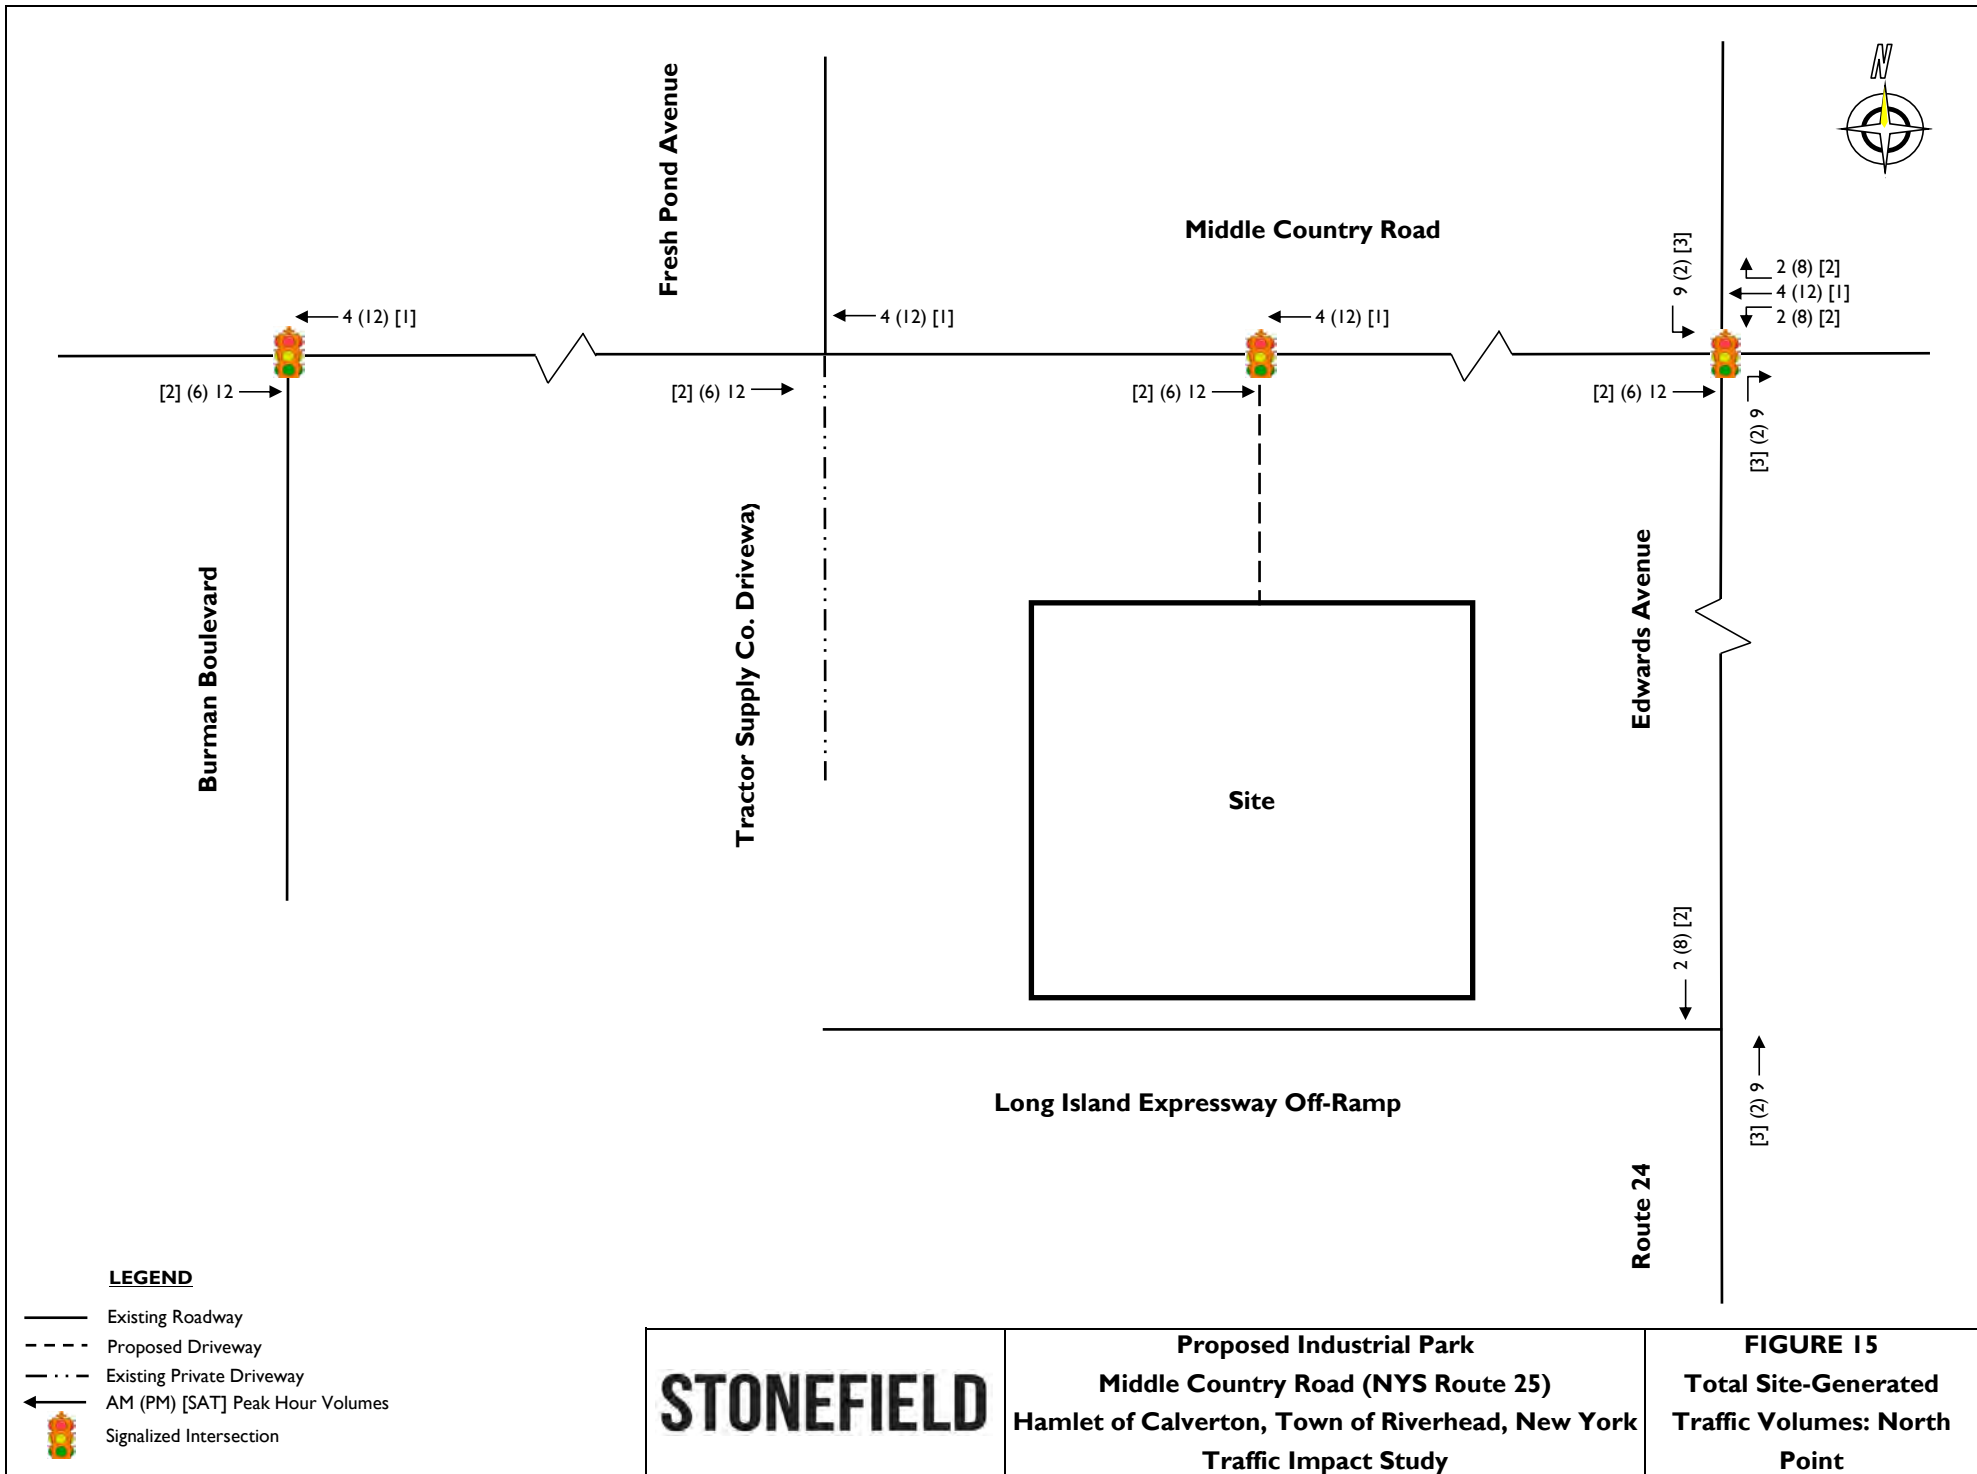 N
Fresh Pond Avenue
Middle Country Road
9 (2) [3]
2 (8) [2]
4 (12) [1]
2 (8) [2]
4 (12) [1]
4 (12) [1]
4 (12) [1]
[2] (6) 12
[2] (6) 12
[2] (6) 12
[2] (6) 12
[3] (2) 9
Burman Boulevard
Tractor Supply Co. Driveway
Edwards Avenue
Site
2 (8) [2]
Long Island Expressway Off-Ramp
[3] (2) 9
Route 24
LEGEND
Existing Roadway
Proposed Driveway
Existing Private Driveway
AM (PM) [SAT] Peak Hour Volumes
Signalized Intersection
STONEFIELD
Proposed Industrial Park
Middle Country Road (NYS Route 25)
Hamlet of Calverton, Town of Riverhead, New York
Traffic Impact Study
FIGURE 15
Total Site-Generated
Traffic Volumes: North
Point